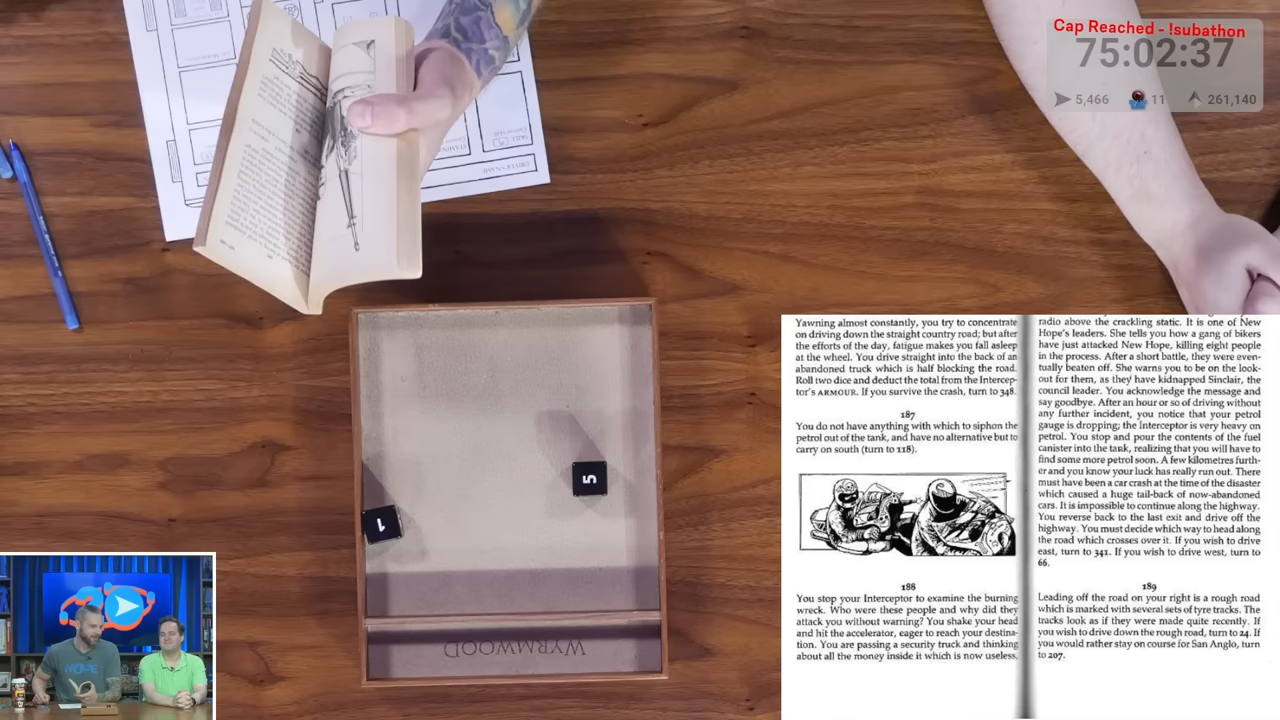 Cap Reached - !subathon
75:02:37
5,466
11
261,140
DRIVER'S NAME
SKILL
STAMINA
1
5
WYRMWOOD
NOPE
Yawning almost constantly, you try to concentrate
on driving down the straight country road; but after
the efforts of the day, fatigue makes you fall asleep
at the wheel. You drive straight into the back of an
abandoned truck which is half blocking the road.
Roll two dice and deduct the total from the Intercep-
tor's ARMOUR. If you survive the crash, turn to 348.
187
You do not have anything with which to siphon the
petrol out of the tank, and have no alternative but to
carry on south (turn to 118).
188
You stop your Interceptor to examine the burning
wreck. Who were these people and why did they
attack you without warning? You shake your head
and hit the accelerator, eager to reach your destina-
tion. You are passing a security truck and thinking
about all the money inside it which is now useless,
radio above the crackling static. It is one of New
Hope's leaders. She tells you how a gang of bikers
have just attacked New Hope, killing eight people
in the process. After a short battle, they were even-
tually beaten off. She warns you to be on the look-
out for them, as they have kidnapped Sinclair, the
council leader. You acknowledge the message and
say goodbye. After an hour or so of driving without
any further incident, you notice that your petrol
gauge is dropping; the Interceptor is very heavy on
petrol. You stop and pour the contents of the fuel
canister into the tank, realizing that you will have to
find some more petrol soon. A few kilometres furth-
er and you know your luck has really run out. There
must have been a car crash at the time of the disaster
which caused a huge tail-back of now-abandoned
cars. It is impossible to continue along the highway.
You reverse back to the last exit and drive off the
highway. You must decide which way to head along
the road which crosses over it. If you wish to drive
east, turn to 341. If you wish to drive west, turn to
66.
189
Leading off the road on your right is a rough road
which is marked with several sets of tyre tracks. The
tracks look as if they were made quite recently. If
you wish to drive down the rough road, turn to 24. If
you would rather stay on course for San Anglo, turn
to 207.